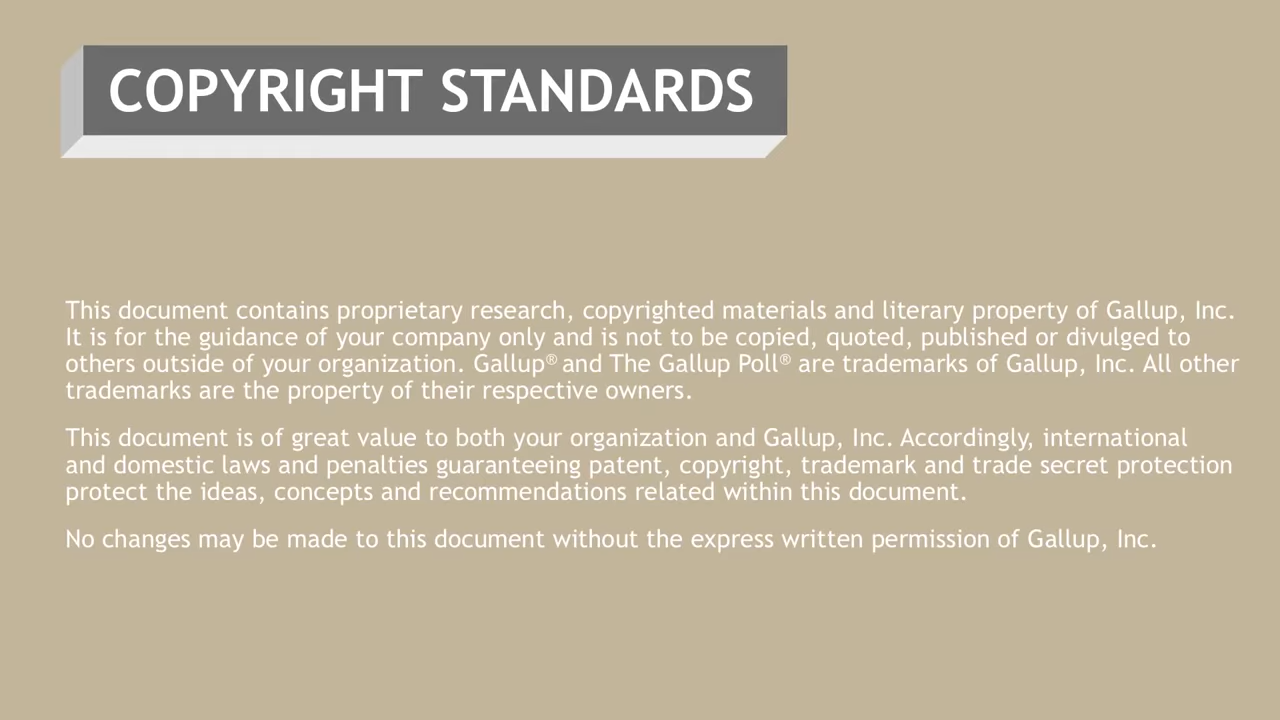 COPYRIGHT STANDARDS
This document contains proprietary research, copyrighted materials and literary property of Gallup, Inc.
It is for the guidance of your company only and is not to be copied, quoted, published or divulged to
others outside of your organization. Gallup® and The Gallup Poll® are trademarks of Gallup, Inc. All other
trademarks are the property of their respective owners.
This document is of great value to both your organization and Gallup, Inc. Accordingly, international
and domestic laws and penalties guaranteeing patent, copyright, trademark and trade secret protection
protect the ideas, concepts and recommendations related within this document.
No changes may be made to this document without the express written permission of Gallup, Inc.